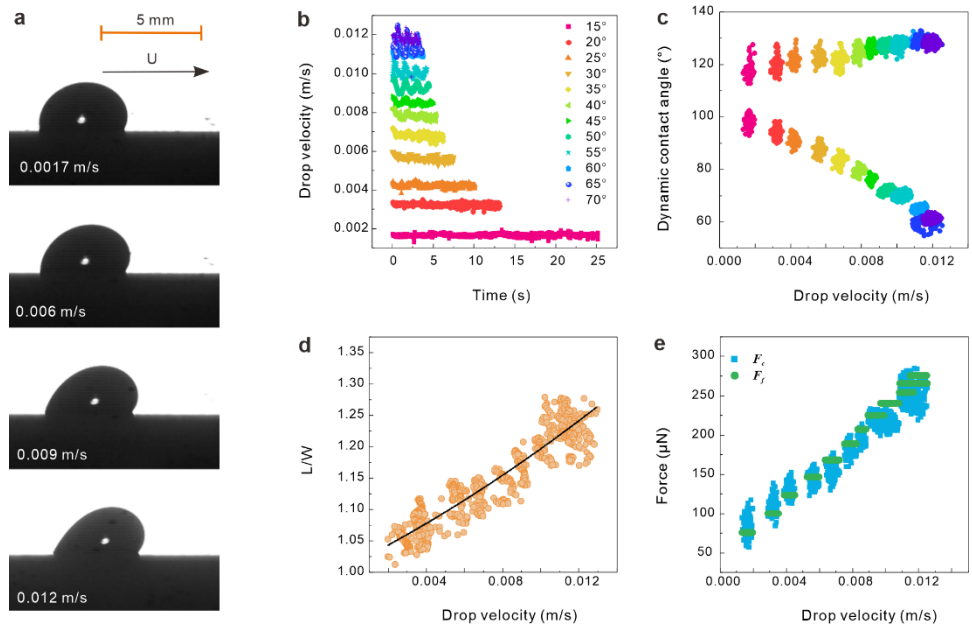 a
5 mm
U
0.0017 m/s
0.006 m/s
0.009 m/s
0.012 m/s
b
Drop velocity (m/s)
0.012
0.010
0.008
0.006
0.004
0.002
0 5 10 15 20 25
Time (s)
15°
20°
25°
30°
35°
40°
45°
50°
55°
60°
65°
70°
c
Dynamic contact angle (°)
140
120
100
80
60
0.000 0.004 0.008 0.012
Drop velocity (m/s)
d
L/W
1.35
1.30
1.25
1.20
1.15
1.10
1.05
1.00
0.004 0.008 0.012
Drop velocity (m/s)
e
Fc
Ff
Force (μN)
300
250
200
150
100
50
0.000 0.004 0.008 0.012
Drop velocity (m/s)